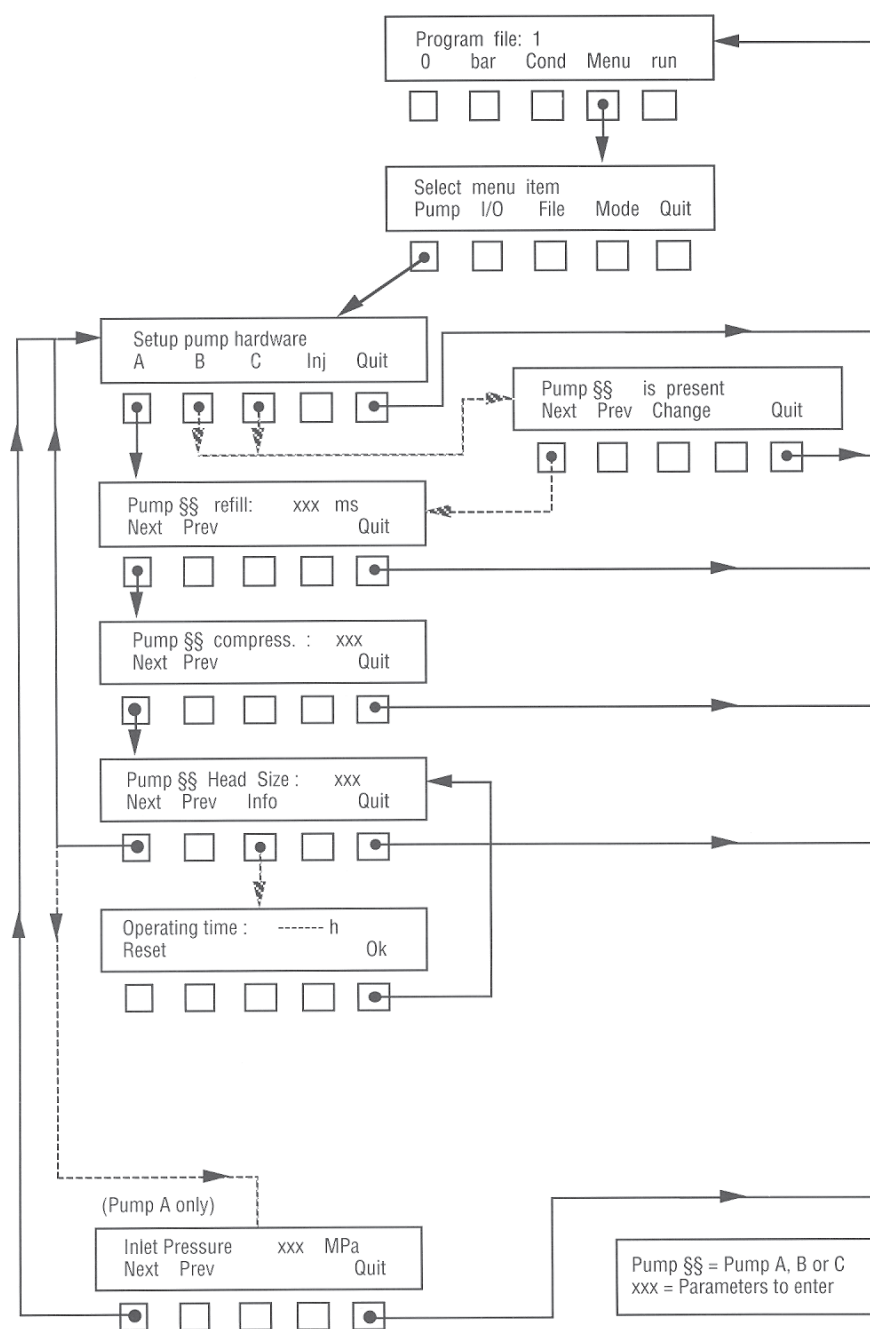 Program file: 1
0 bar Cond Menu run
Select menu item
Pump I/O File Mode Quit
Setup pump hardware
A B C Inj Quit
Pump §§ is present
Next Prev Change Quit
Pump §§ refill: xxx ms
Next Prev Quit
Pump §§ compress. : xxx
Next Prev Quit
Pump §§ Head Size : xxx
Next Prev Info Quit
Operating time : ------- h
Reset Ok
(Pump A only)
Inlet Pressure xxx MPa
Next Prev Quit
Pump §§ = Pump A, B or C
xxx = Parameters to enter